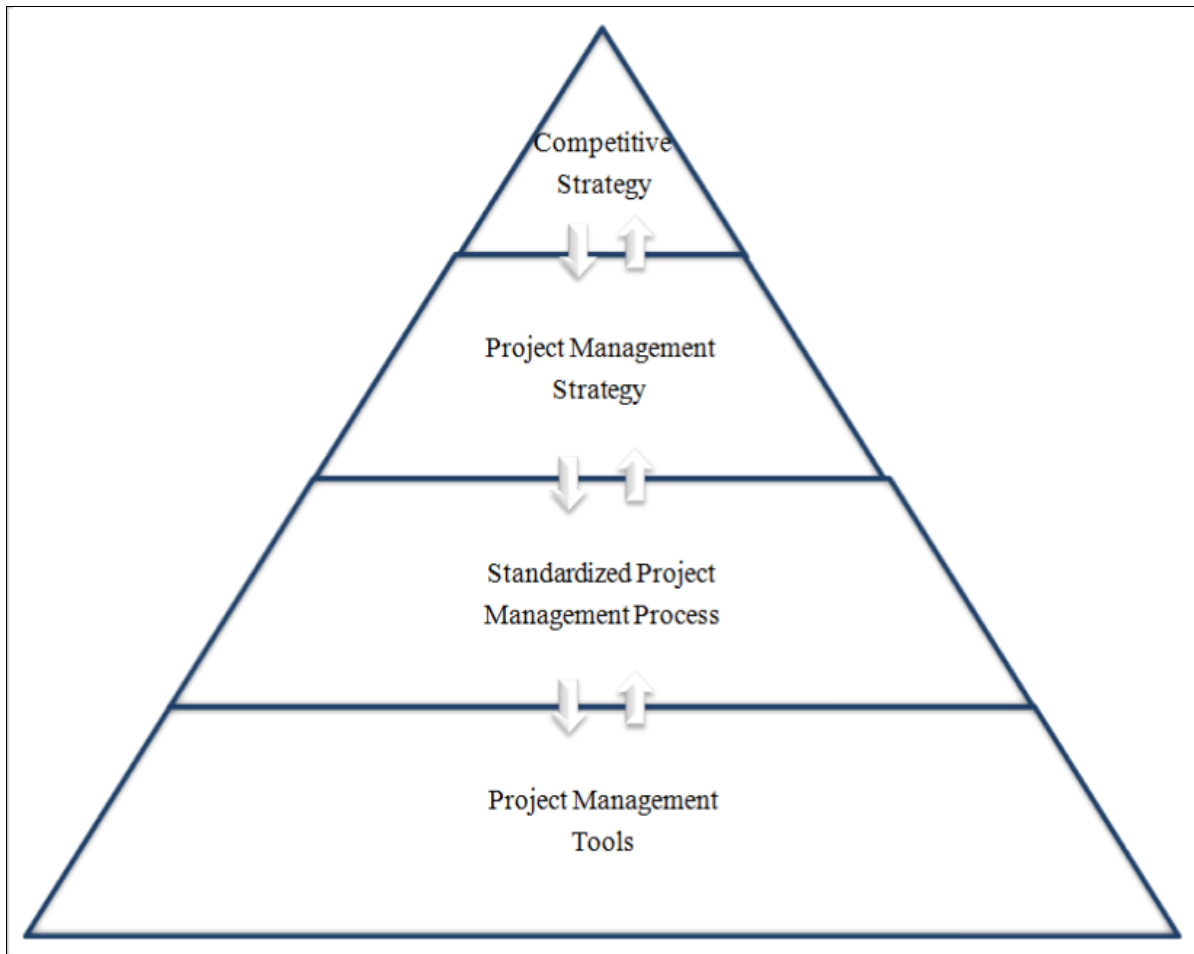 Competitive
Strategy
Project Management
Strategy
Standardized Project
Management Process
Project Management
Tools